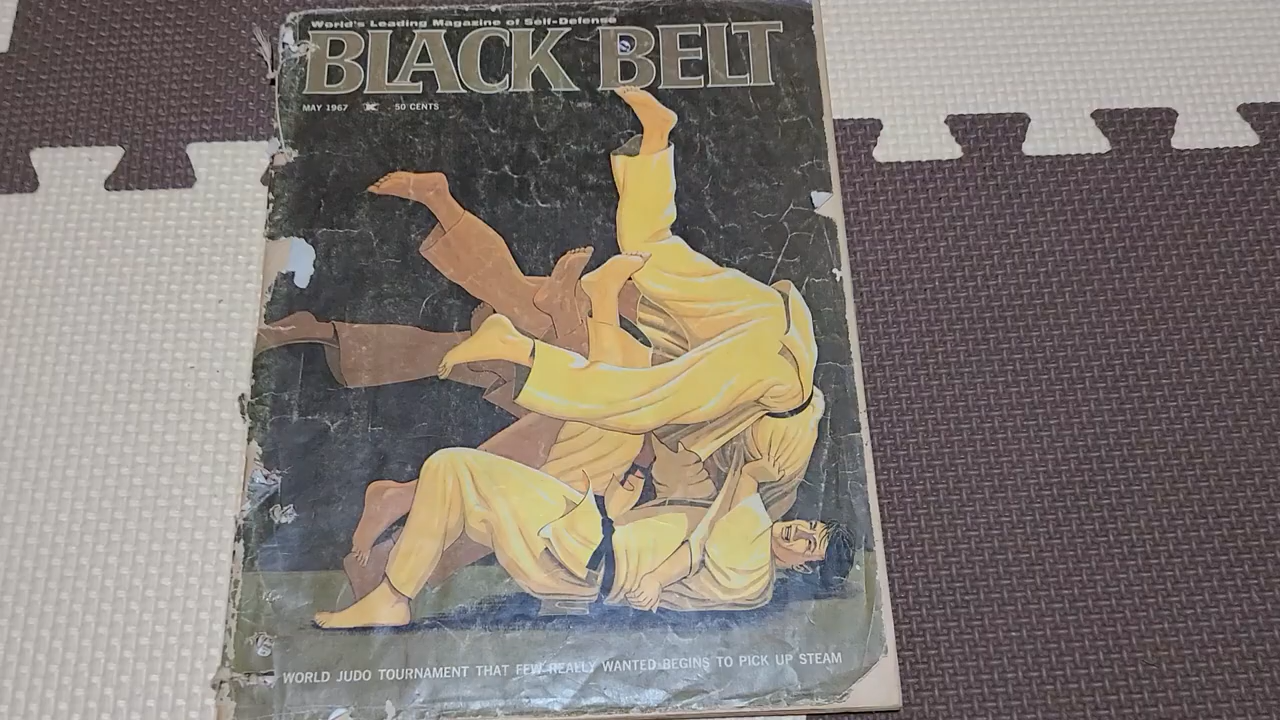 World's Leading Magazine of Self-Defense
BLACK BELT
MAY 1967 50 CENTS
WORLD JUDO TOURNAMENT THAT FEW REALLY WANTED BEGINS TO PICK UP STEAM